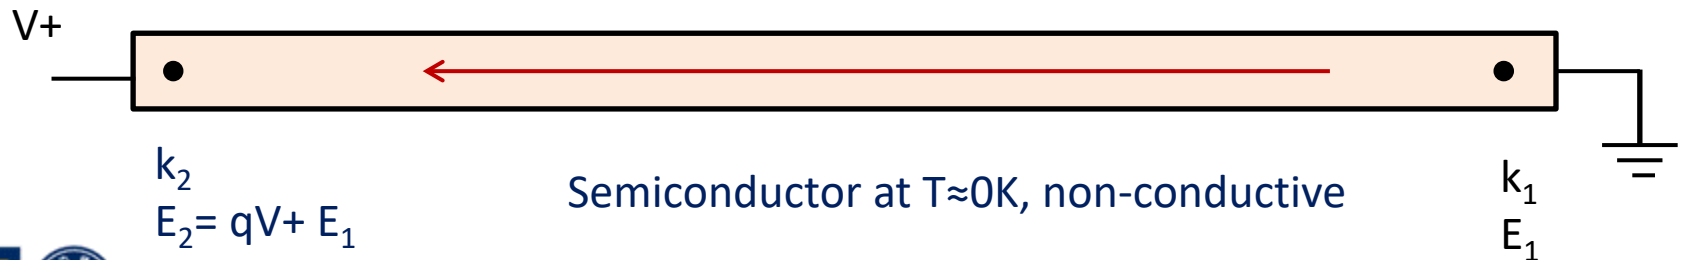 V+
k₂
E₂= qV+ E₁
Semiconductor at T≈0K, non-conductive
k₁
E₁